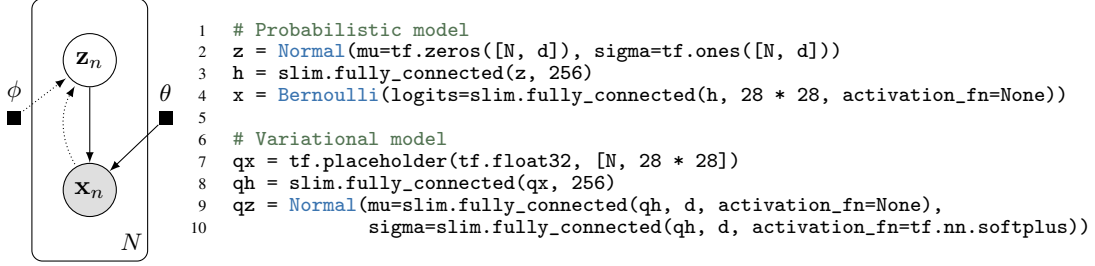 ϕ
z_n
θ
x_n
N
1 # Probabilistic model
2 z = Normal(mu=tf.zeros([N, d]), sigma=tf.ones([N, d]))
3 h = slim.fully_connected(z, 256)
4 x = Bernoulli(logits=slim.fully_connected(h, 28 * 28, activation_fn=None))
5
6 # Variational model
7 qx = tf.placeholder(tf.float32, [N, 28 * 28])
8 qh = slim.fully_connected(qx, 256)
9 qz = Normal(mu=slim.fully_connected(qh, d, activation_fn=None),
10 sigma=slim.fully_connected(qh, d, activation_fn=tf.nn.softplus))